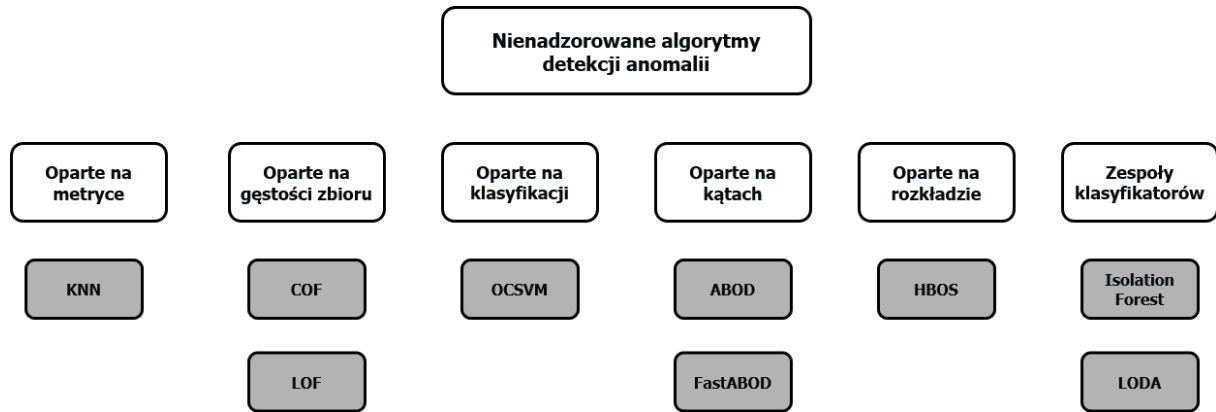 Nienadzorowane algorytmy
detekcji anomalii
Oparte na
metryce
Oparte na
gęstości zbioru
Oparte na
klasyfikacji
Oparte na
kątach
Oparte na
rozkładzie
Zespoły
klasyfikatorów
KNN
COF
OCSVM
ABOD
HBOS
Isolation
Forest
LOF
FastABOD
LODA